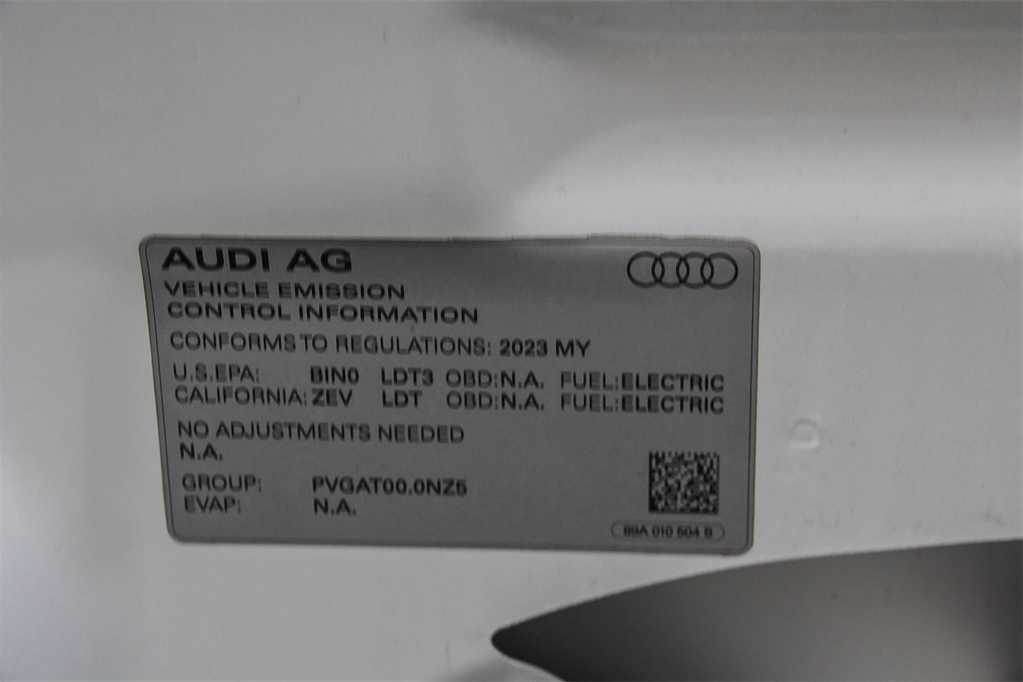 AUDI AG
VEHICLE EMISSION
CONTROL INFORMATION
CONFORMS TO REGULATIONS: 2023 MY
U.S.EPA: BIN0 LDT3 OBD:N.A. FUEL:ELECTRIC
CALIFORNIA: ZEV LDT OBD:N.A. FUEL:ELECTRIC
NO ADJUSTMENTS NEEDED
N.A.
GROUP: PVGAT00.0NZ5
EVAP: N.A.
89A 010 504 S